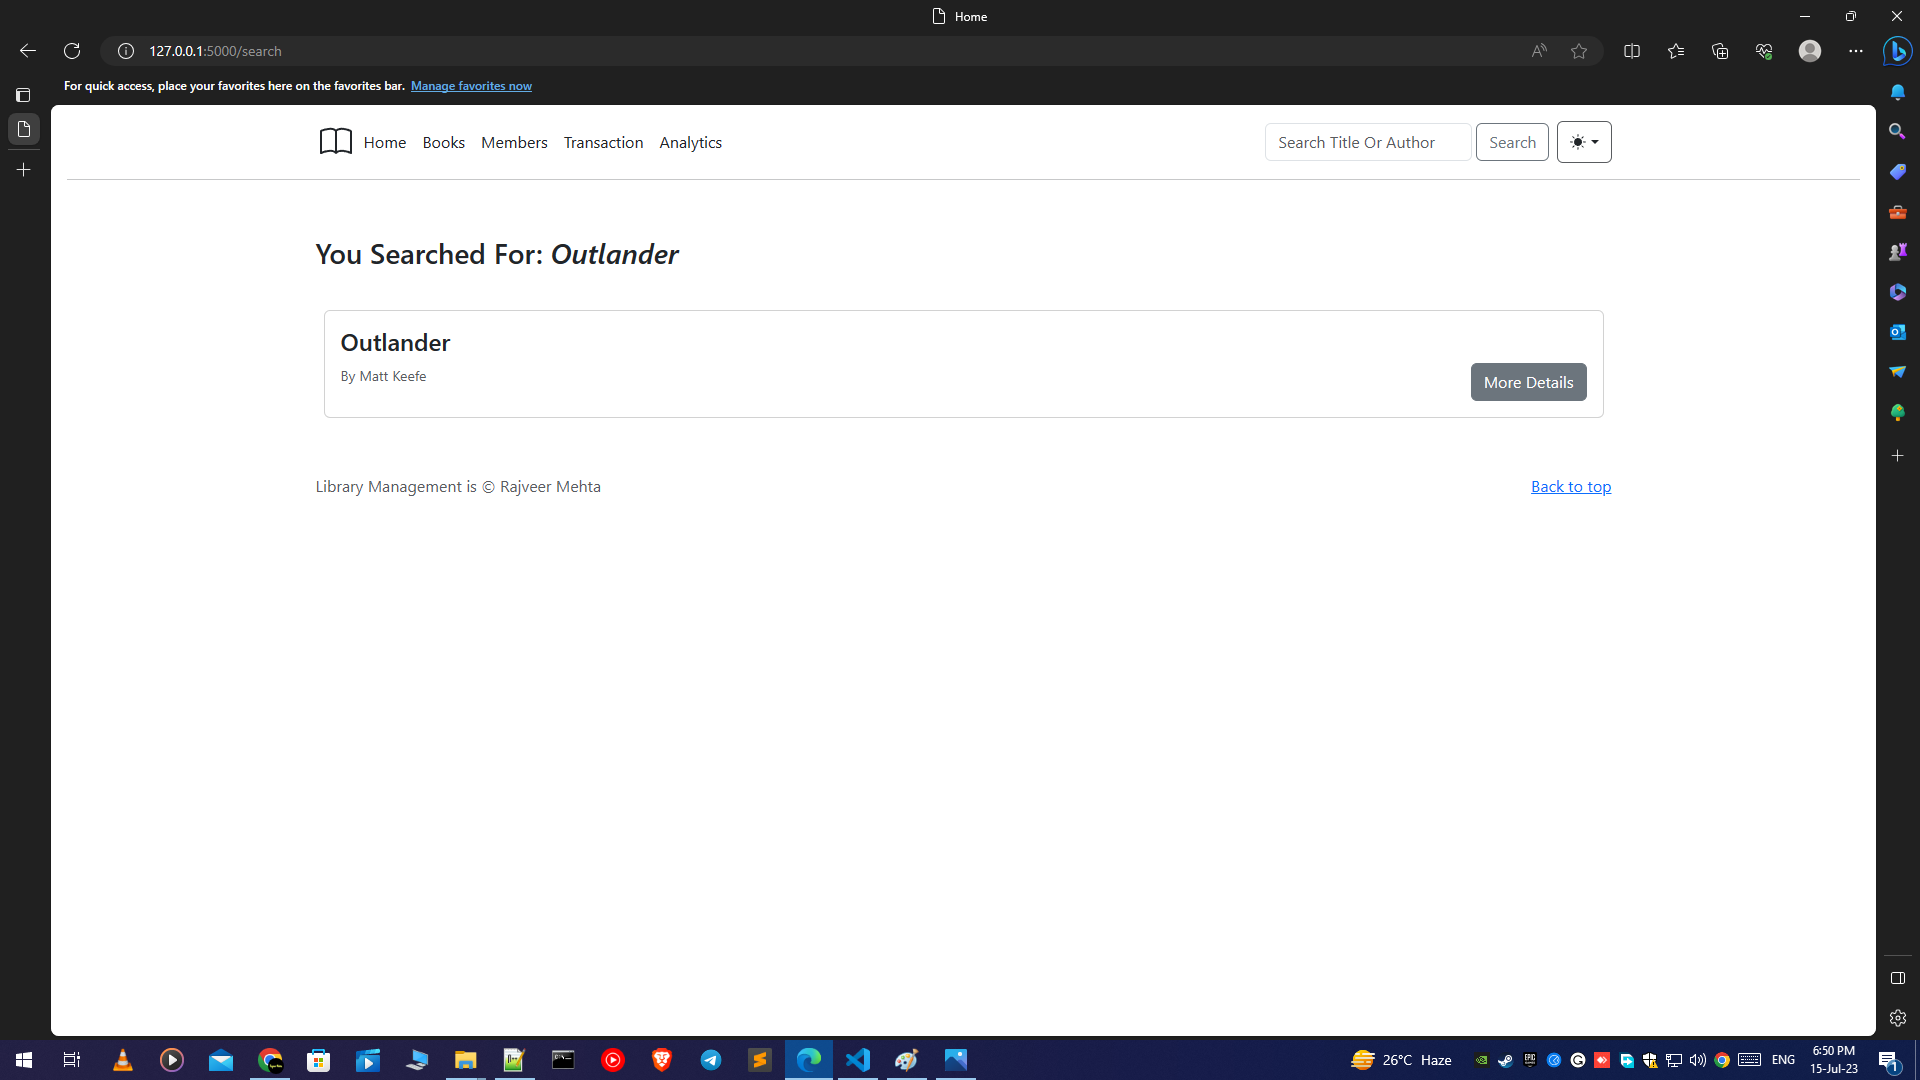 Home
127.0.0.1:5000/search
For quick access, place your favorites here on the favorites bar. Manage favorites now
Home Books Members Transaction Analytics Search Title Or Author Search
You Searched For: Outlander
Outlander
By Matt Keefe
More Details
Library Management is © Rajveer Mehta Back to top
26°C Haze ENG 6:50 PM
15-Jul-23
1